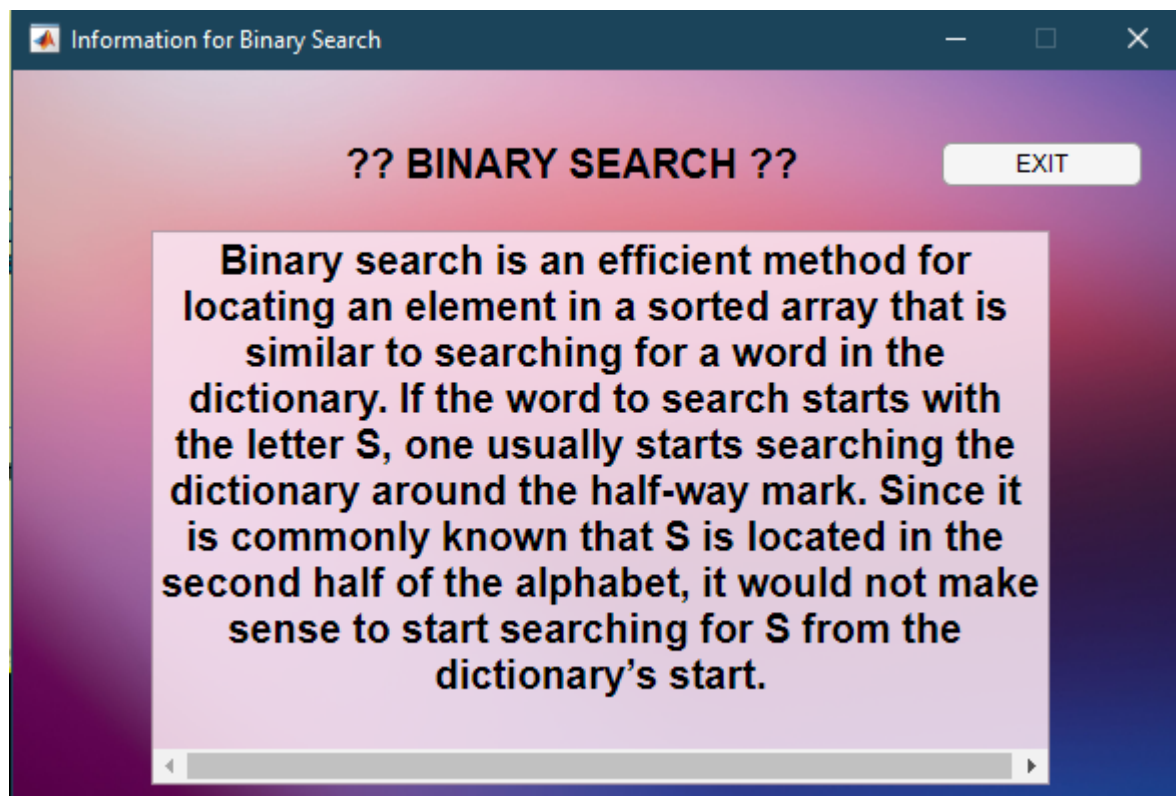 Information for Binary Search
?? BINARY SEARCH ??
EXIT
Binary search is an efficient method for
locating an element in a sorted array that is
similar to searching for a word in the
dictionary. If the word to search starts with
the letter S, one usually starts searching the
dictionary around the half-way mark. Since it
is commonly known that S is located in the
second half of the alphabet, it would not make
sense to start searching for S from the
dictionary’s start.